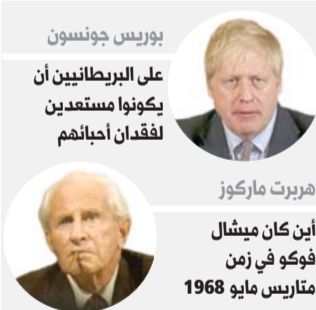 بوريس جونسون
على البريطانيين أن
يكونوا مستعدين
لفقدان أحبائهم
هربرت ماركوز
أين كان ميشال
فوكو في زمن
متاريس مايو 1968